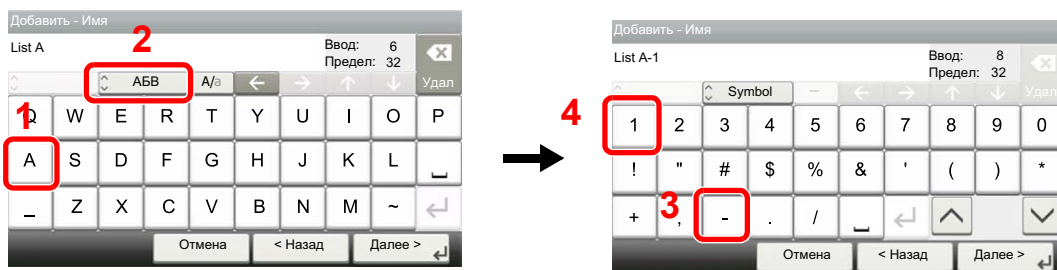 Добавить - Имя
2
List A
Ввод: 6
Предел: 32
АБВ
A/a
← → ↑ ↓ Удал
1
Q W E R T Y U I O P
A S D F G H J K L
_ Z X C V B N M ~
Отмена
< Назад
Далее >
Добавить - Имя
List A-1
Ввод: 8
Предел: 32
Symbol
← → ↑ ↓ Удал
4
1 2 3 4 5 6 7 8 9 0
! " # $ % & ' ( ) *
3
+ , - . /
Отмена
< Назад
Далее >